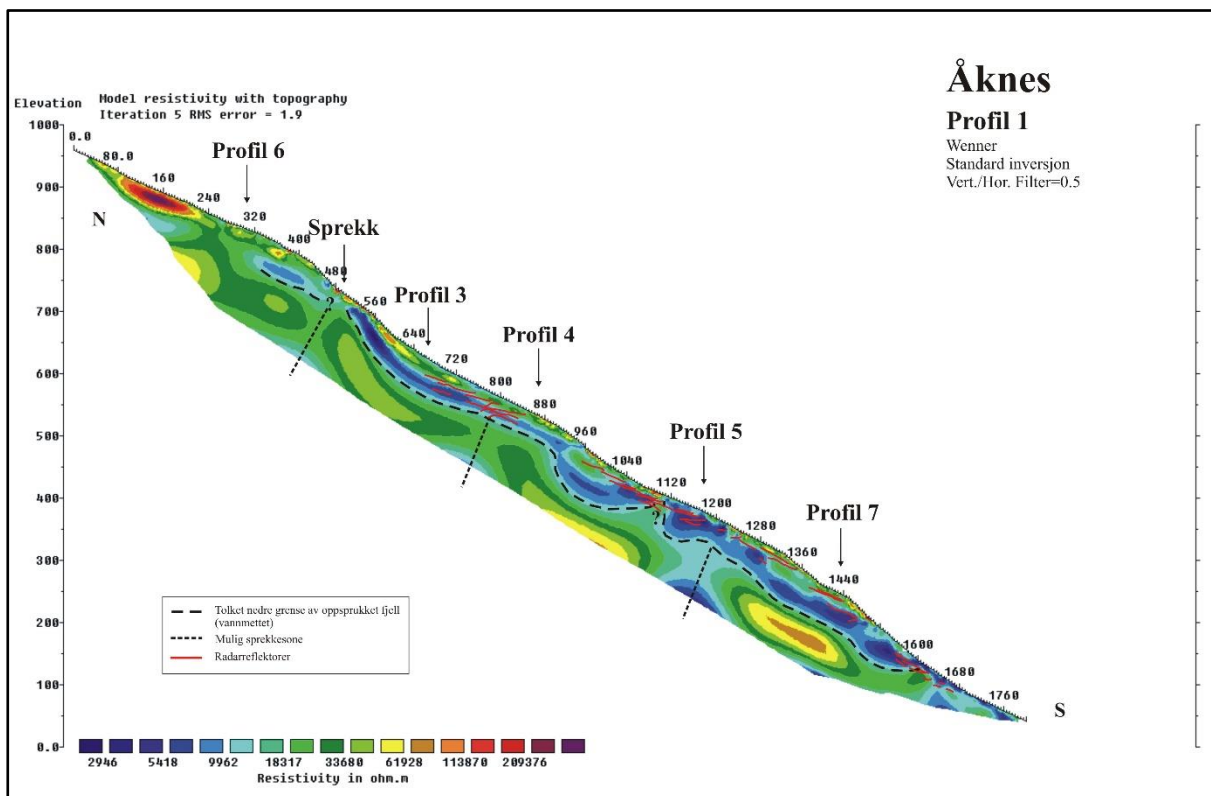 Åknes
Profil 1
Wenner
Standard inversjon
Vert./Hor. Filter=0.5
Elevation
Model resistivity with topography
Iteration 5 RMS error = 1.9
1000
900
800
700
600
500
400
300
200
100
0.0
0.0
80.0
160
240
320
400
480
560
640
720
800
880
960
1040
1120
1200
1280
1360
1440
1600
1680
1760
N
Profil 6
Sprekk
Profil 3
Profil 4
Profil 5
Profil 7
?
?
S
Tolket nedre grense av oppsprukket fjell
(vannmettet)
Mulig sprekkesone
Radarreflektorer
2946 5418 9962 18317 33680 61928 113870 209376
Resistivity in ohm.m